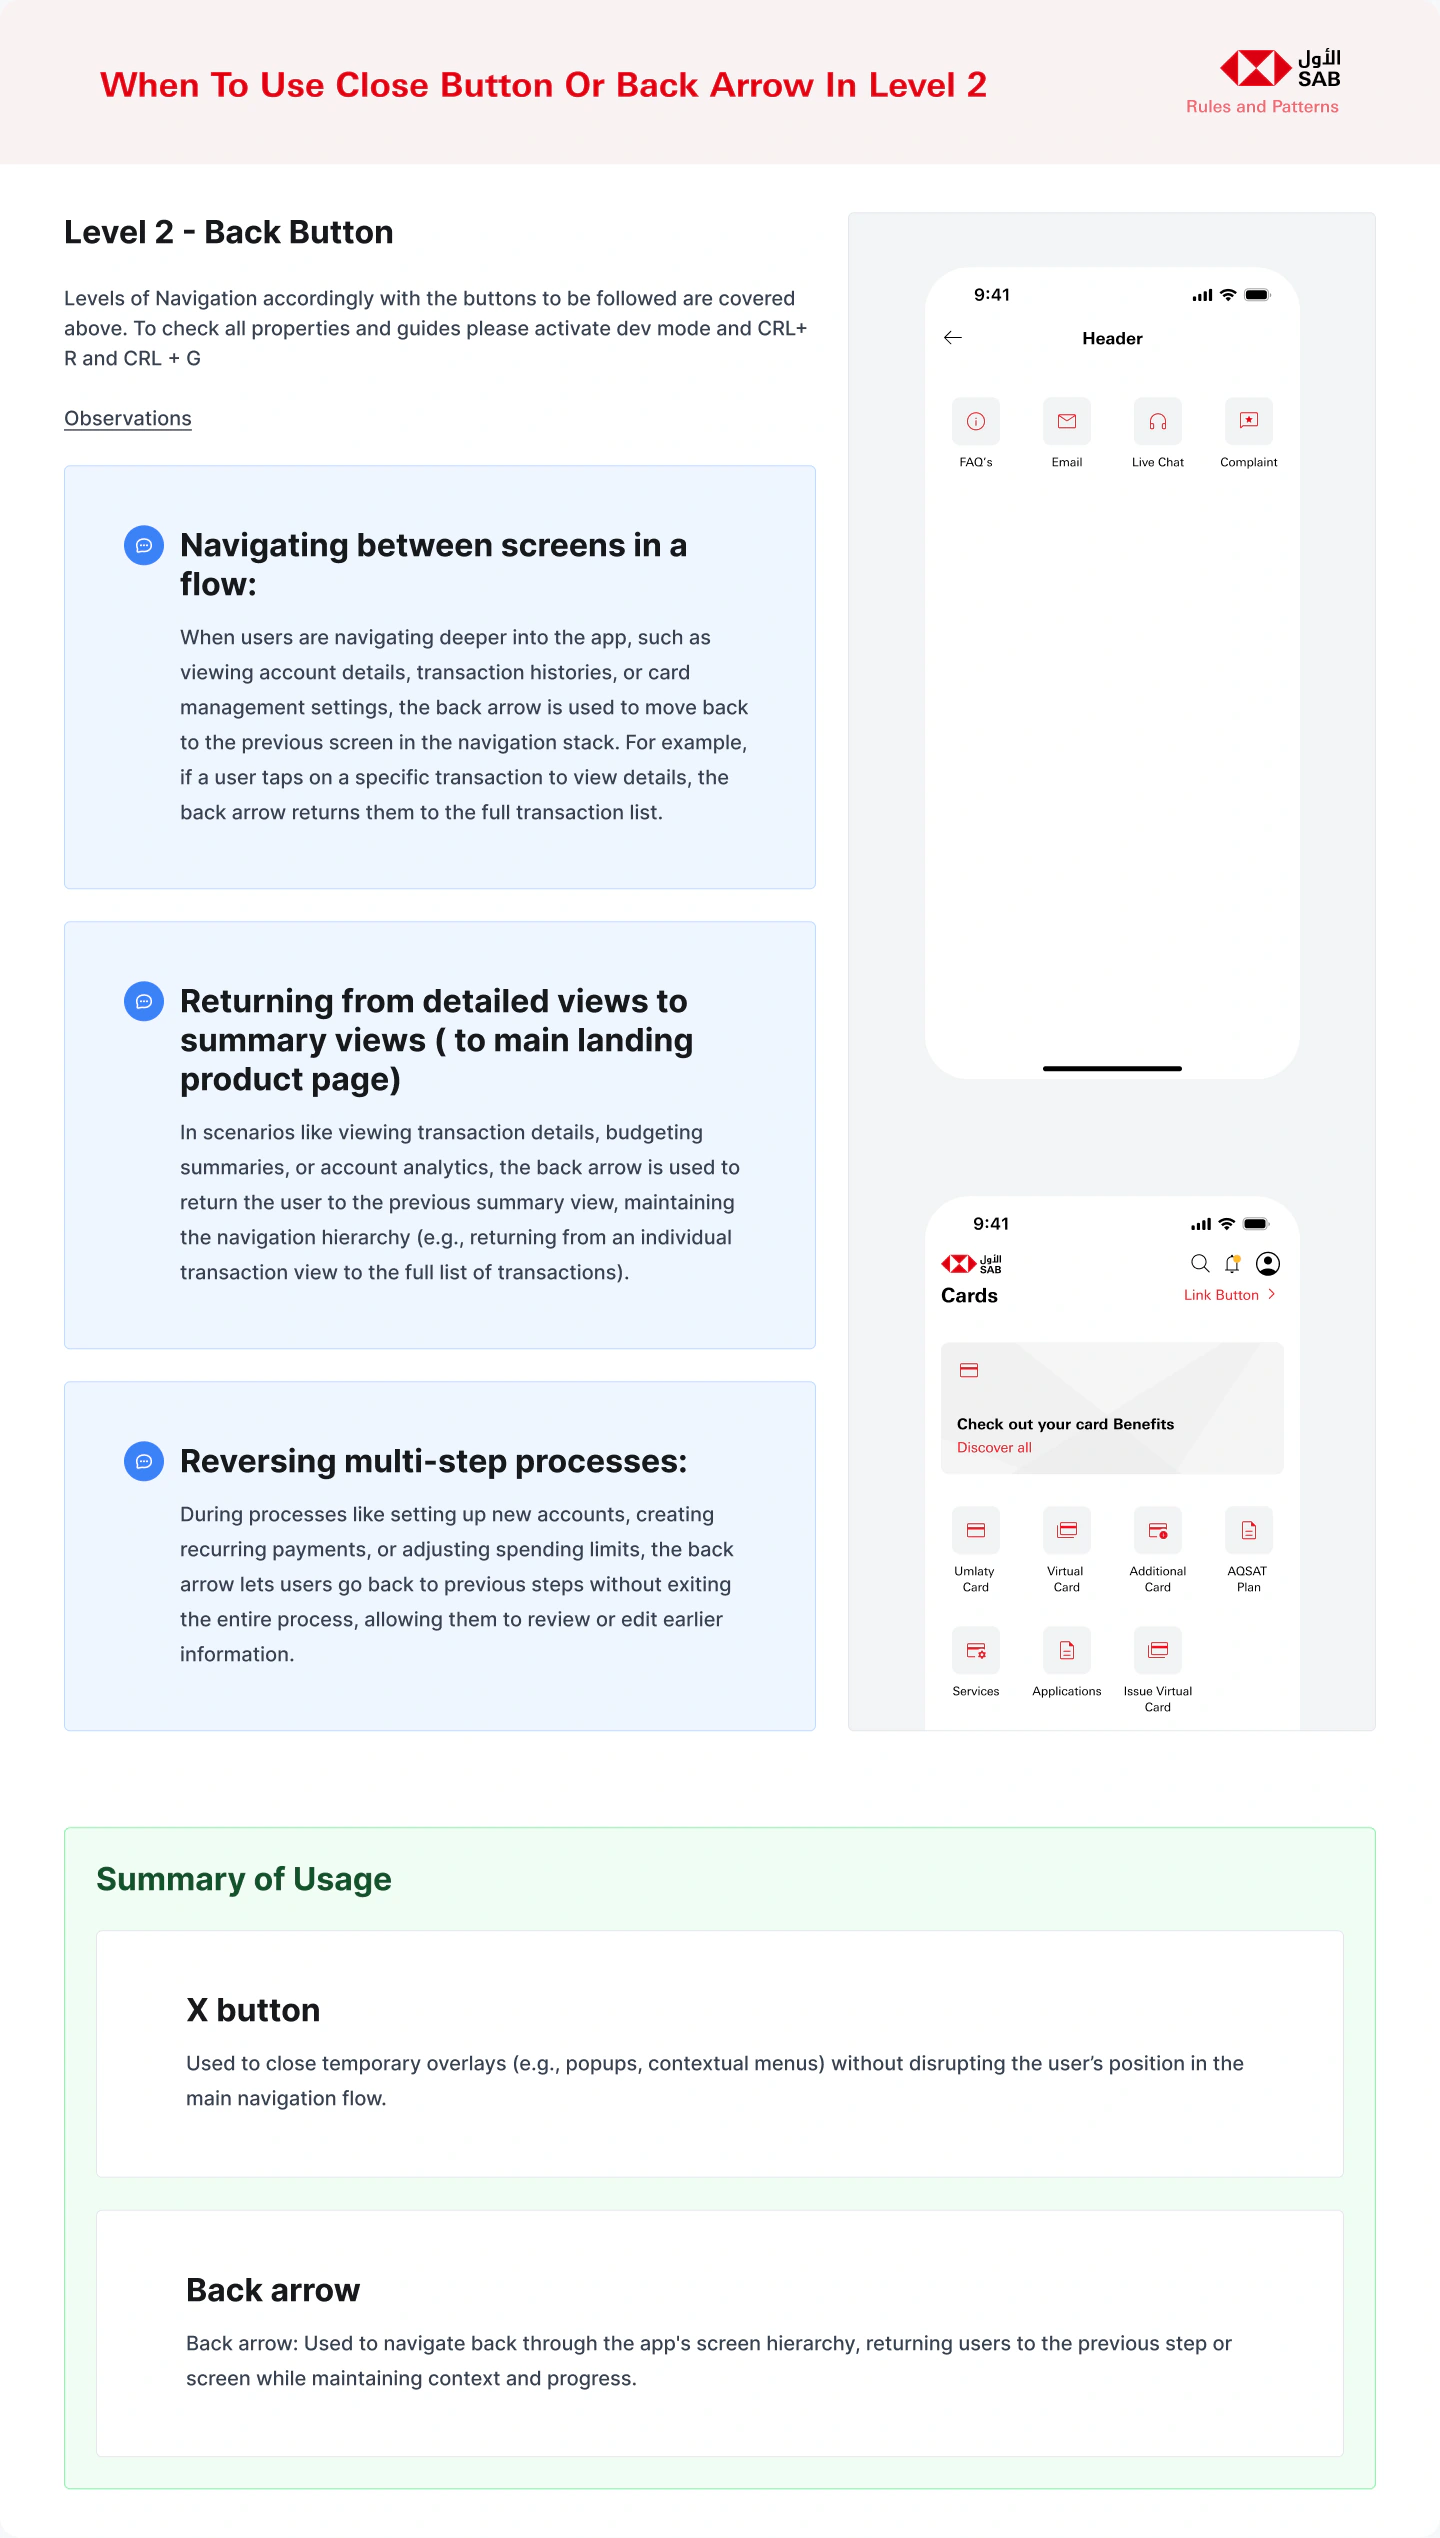 When To Use Close Button Or Back Arrow In Level 2
الأول
SAB
Rules and Patterns
Level 2 - Back Button
Levels of Navigation accordingly with the buttons to be followed are covered
above. To check all properties and guides please activate dev mode and CRL+
R and CRL + G
Observations
Navigating between screens in a
flow:
When users are navigating deeper into the app, such as
viewing account details, transaction histories, or card
management settings, the back arrow is used to move back
to the previous screen in the navigation stack. For example,
if a user taps on a specific transaction to view details, the
back arrow returns them to the full transaction list.
Returning from detailed views to
summary views ( to main landing
product page)
In scenarios like viewing transaction details, budgeting
summaries, or account analytics, the back arrow is used to
return the user to the previous summary view, maintaining
the navigation hierarchy (e.g., returning from an individual
transaction view to the full list of transactions).
Reversing multi-step processes:
During processes like setting up new accounts, creating
recurring payments, or adjusting spending limits, the back
arrow lets users go back to previous steps without exiting
the entire process, allowing them to review or edit earlier
information.
9:41
Header
FAQ's
Email
Live Chat
Complaint
9:41
الأول
SAB
Cards
Link Button
Check out your card Benefits
Discover all
Umlaty
Card
Virtual
Card
Additional
Card
AQSAT
Plan
Services
Applications
Issue Virtual
Card
Summary of Usage
X button
Used to close temporary overlays (e.g., popups, contextual menus) without disrupting the user's position in the
main navigation flow.
Back arrow
Back arrow: Used to navigate back through the app's screen hierarchy, returning users to the previous step or
screen while maintaining context and progress.